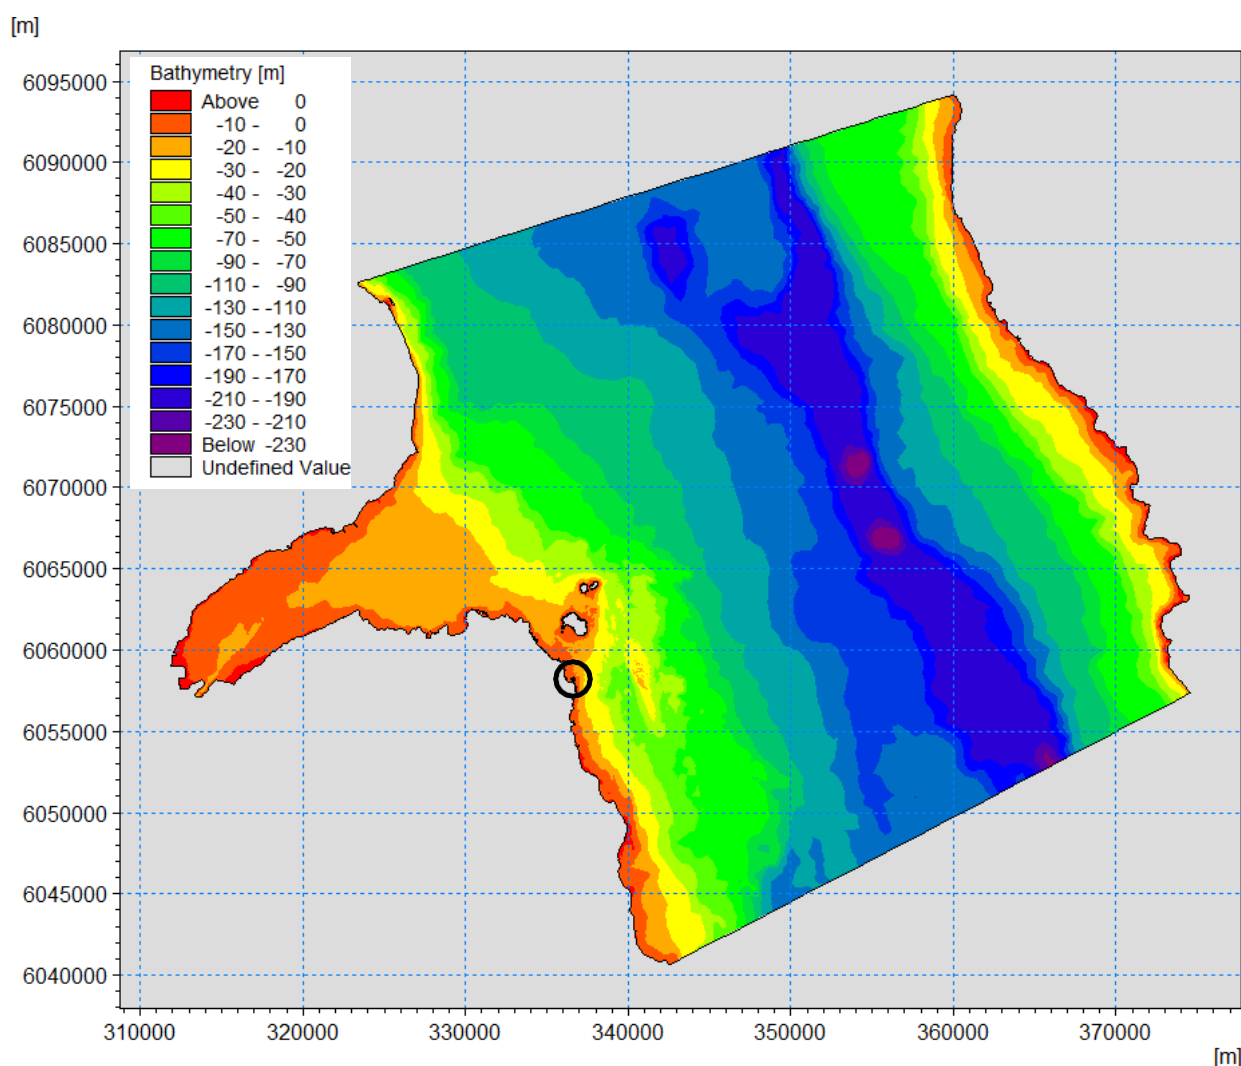 [m]
Bathymetry [m]
Above 0
-10 - 0
-20 - -10
-30 - -20
-40 - -30
-50 - -40
-70 - -50
-90 - -70
-110 - -90
-130 - -110
-150 - -130
-170 - -150
-190 - -170
-210 - -190
-230 - -210
Below -230
Undefined Value
6095000
6090000
6085000
6080000
6075000
6070000
6065000
6060000
6055000
6050000
6045000
6040000
310000 320000 330000 340000 350000 360000 370000
[m]